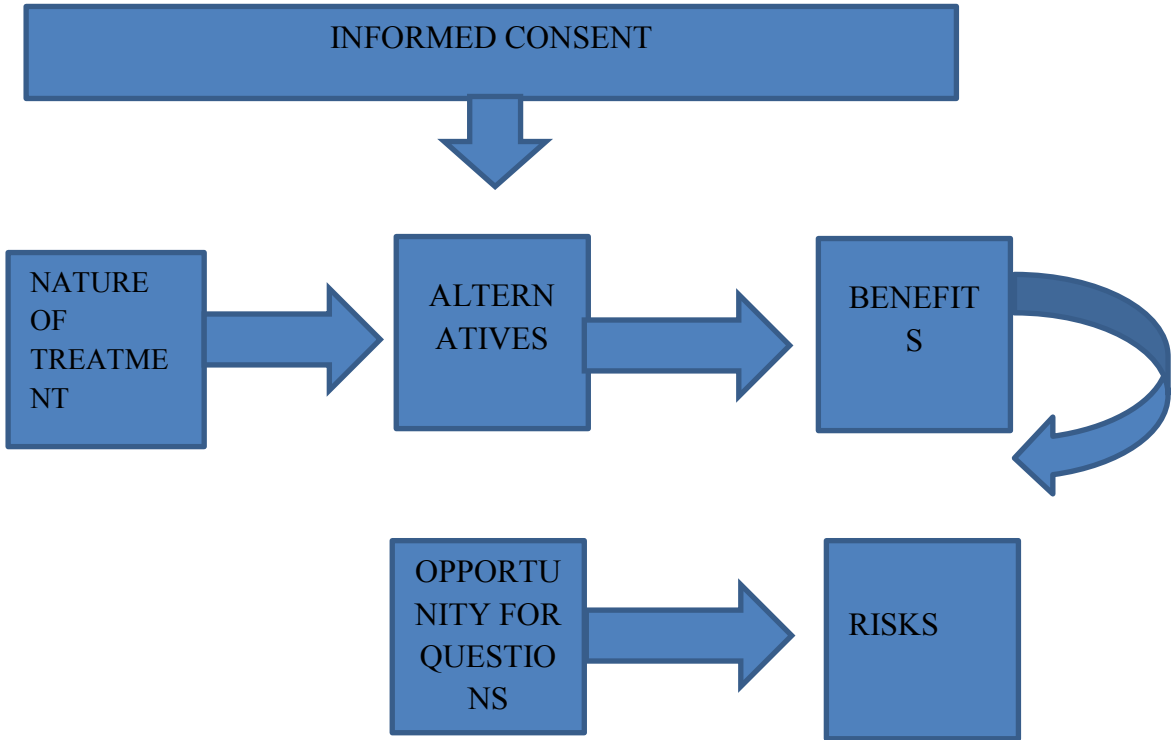 INFORMED CONSENT
NATURE
OF
TREATME
NT
ALTERN
ATIVES
BENEFIT
S
OPPORTU
NITY FOR
QUESTIO
NS
RISKS